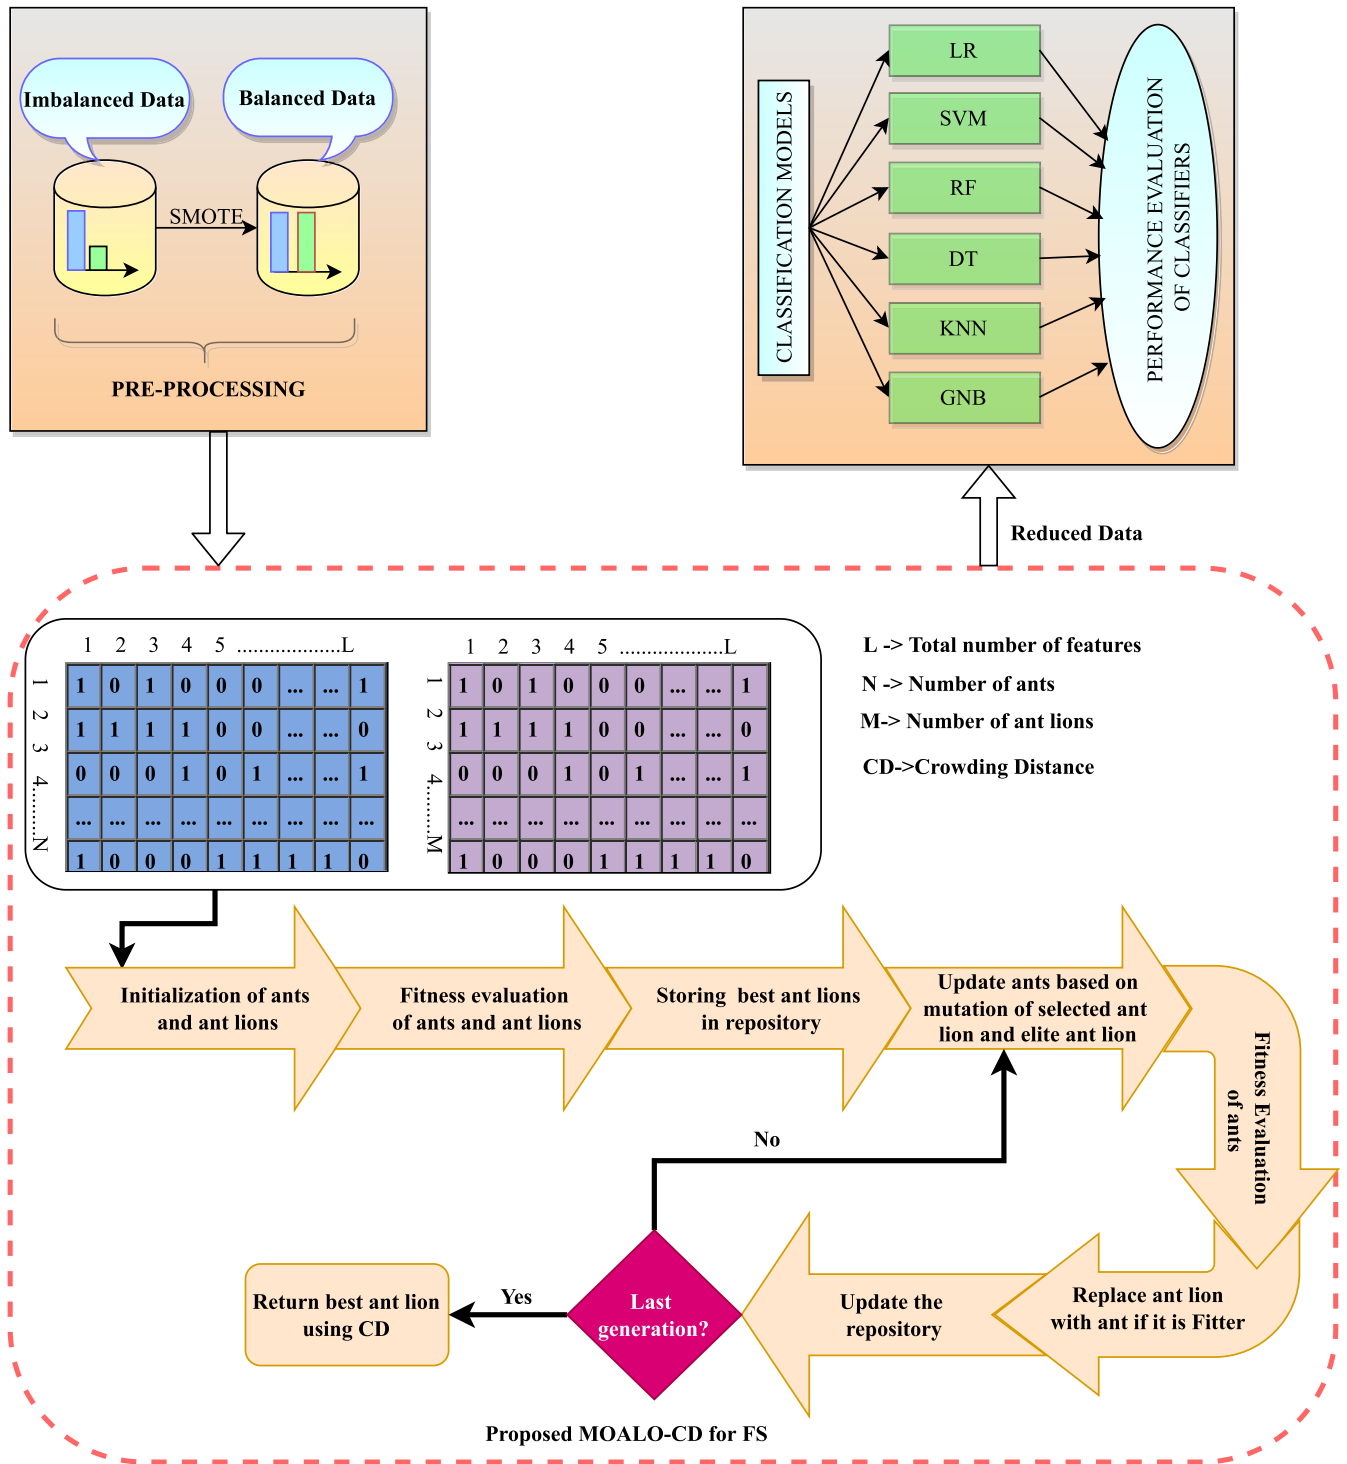 Imbalanced Data
Balanced Data
SMOTE
PRE-PROCESSING
CLASSIFICATION MODELS
LR
SVM
RF
DT
KNN
GNB
PERFORMANCE EVALUATION
OF CLASSIFIERS
Reduced Data
1 2 3 4 5 ...................L
1 2 3 4.........N
1 0 1 0 0 0 ... ... 1
1 1 1 1 0 0 ... ... 0
0 0 0 1 0 1 ... ... 1
... ... ... ... ... ... ... ... ...
1 0 0 0 1 1 1 1 0
1 2 3 4 5 ...................L
1 2 3 4.........M
1 0 1 0 0 0 ... ... 1
1 1 1 1 0 0 ... ... 0
0 0 0 1 0 1 ... ... 1
... ... ... ... ... ... ... ... ...
1 0 0 0 1 1 1 1 0
L -> Total number of features
N -> Number of ants
M-> Number of ant lions
CD->Crowding Distance
Initialization of ants
and ant lions
Fitness evaluation
of ants and ant lions
Storing best ant lions
in repository
Update ants based on
mutation of selected ant
lion and elite ant lion
Fitness Evaluation
of ants
Replace ant lion
with ant if it is Fitter
Update the
repository
Last
generation?
No
Yes
Return best ant lion
using CD
Proposed MOALO-CD for FS